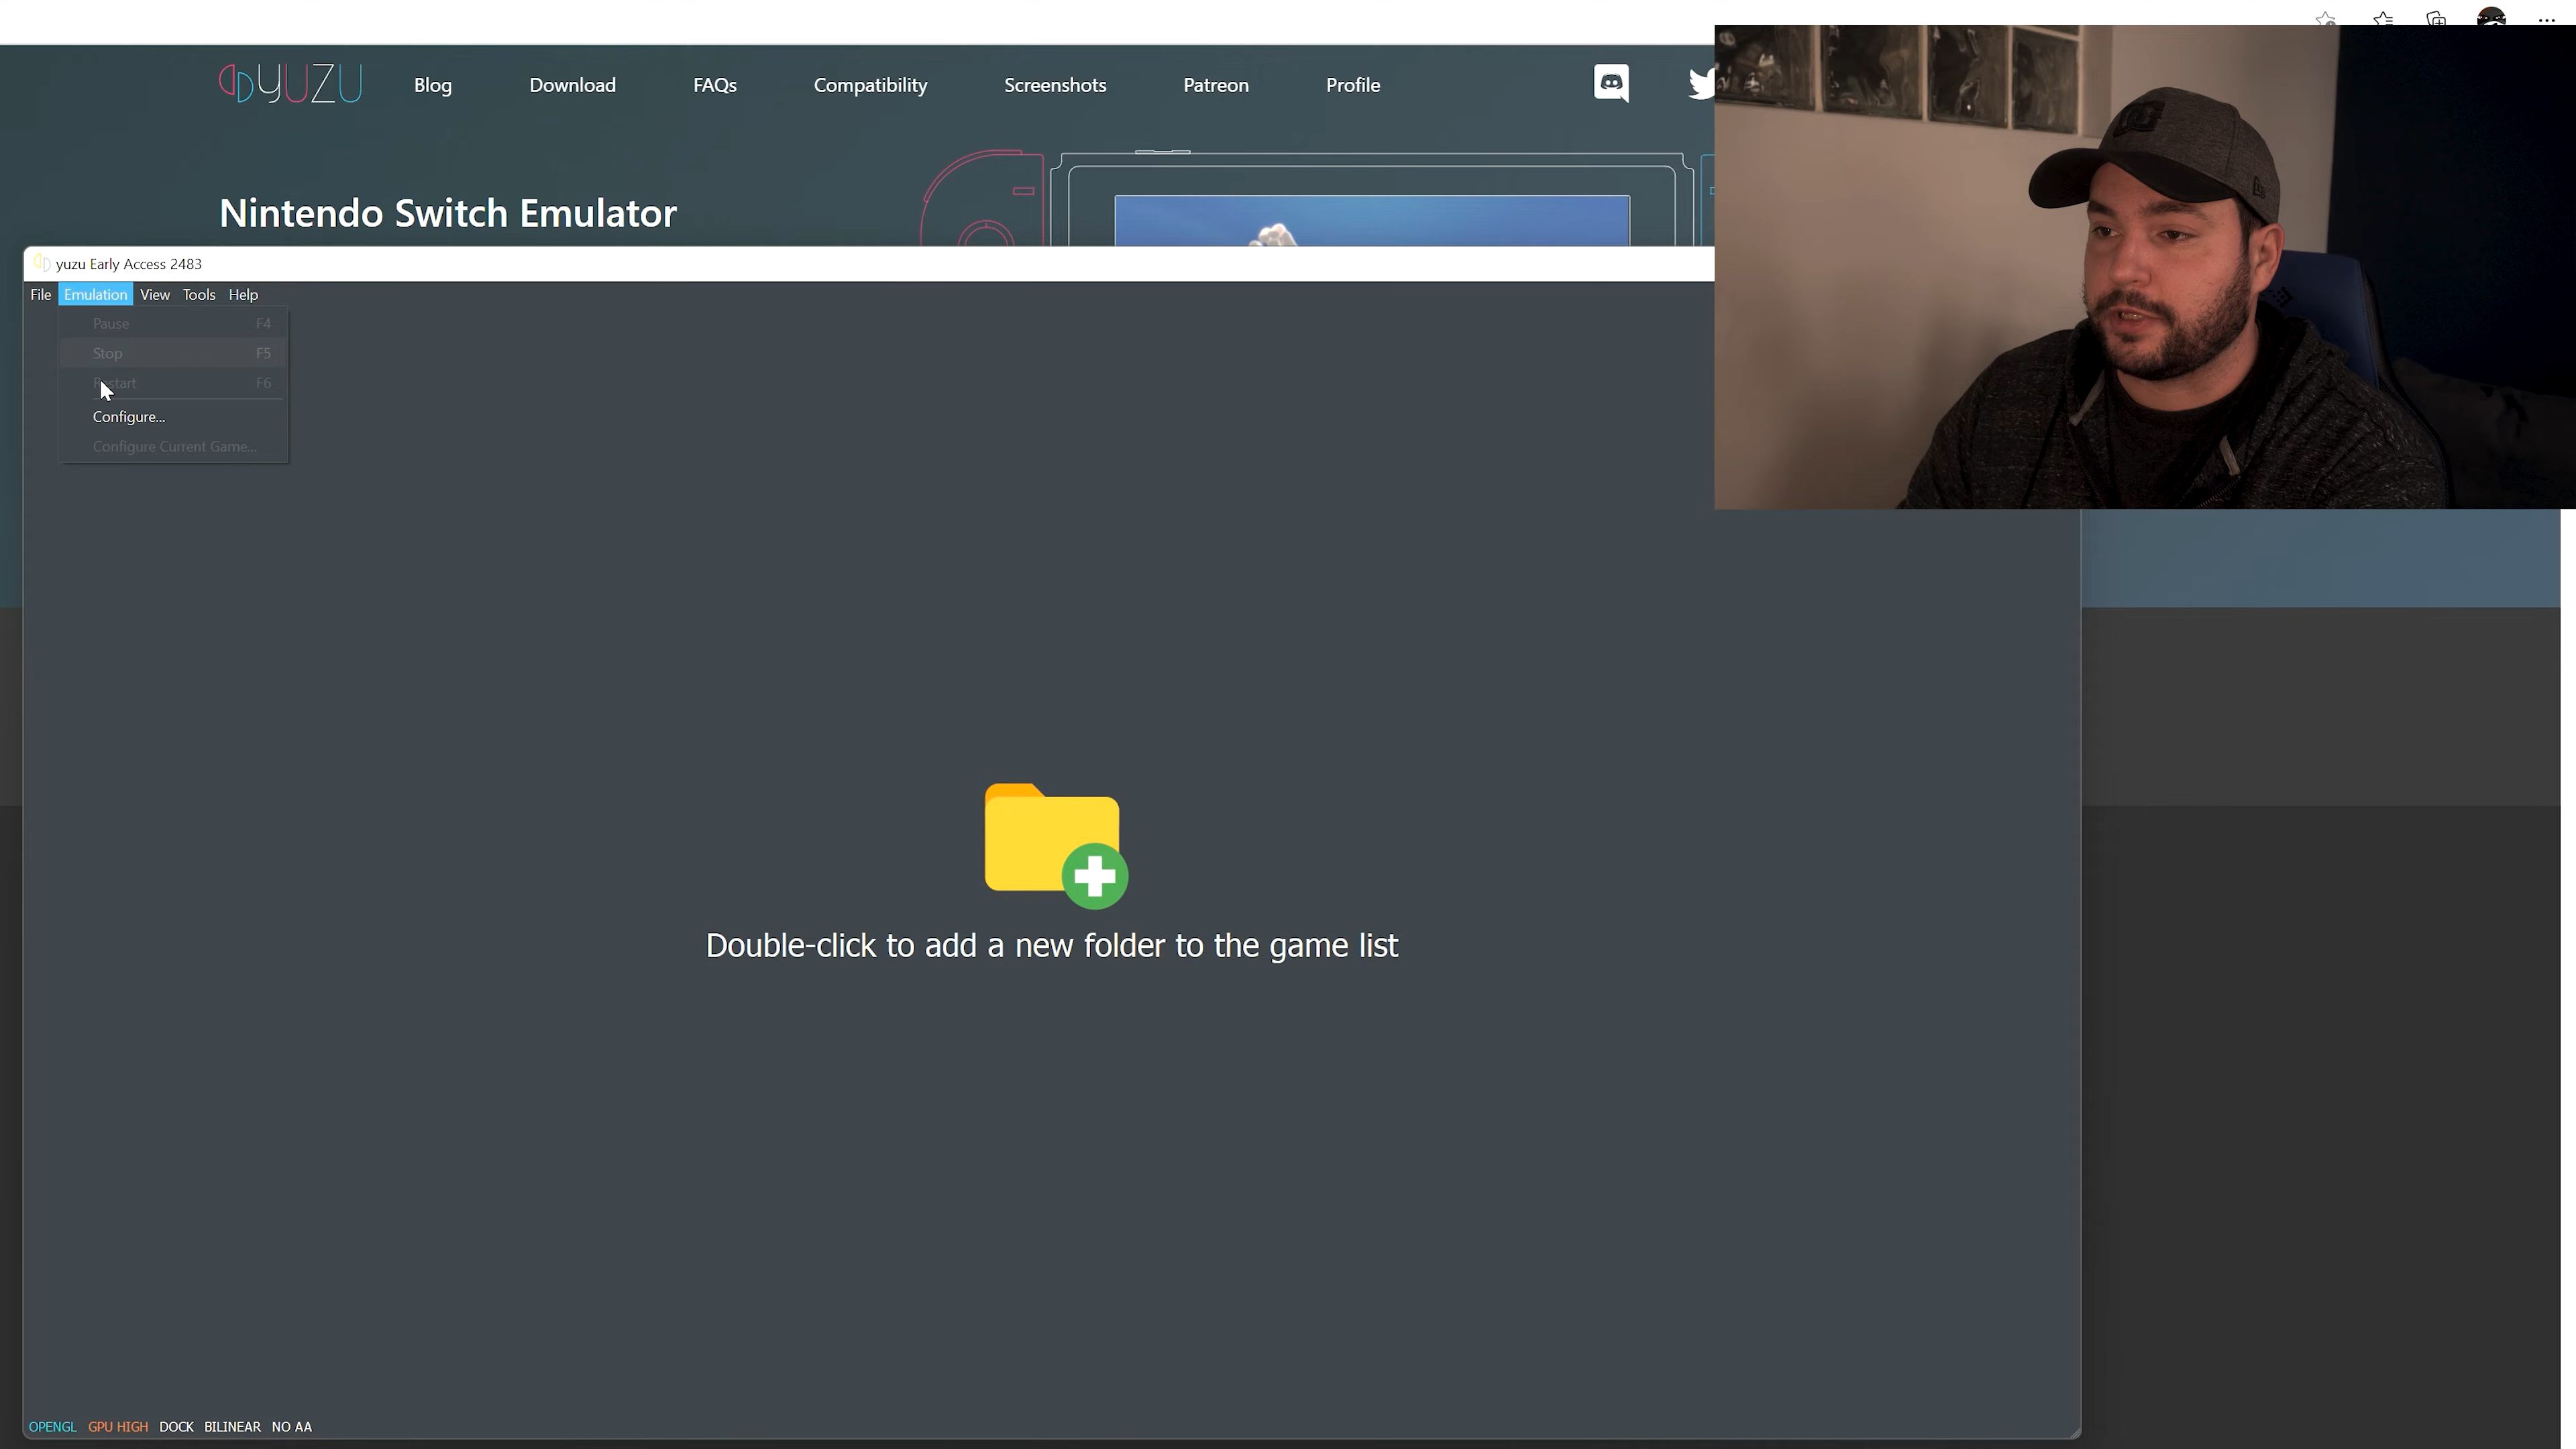 YUZU
Blog Download FAQs Compatibility Screenshots Patreon Profile
Nintendo Switch Emulator
yuzu Early Access 2483
File Emulation View Tools Help
Pause F4
Stop F5
Restart F6
Configure...
Configure Current Game...
Double-click to add a new folder to the game list
OPENGL GPU HIGH DOCK BILINEAR NO AA